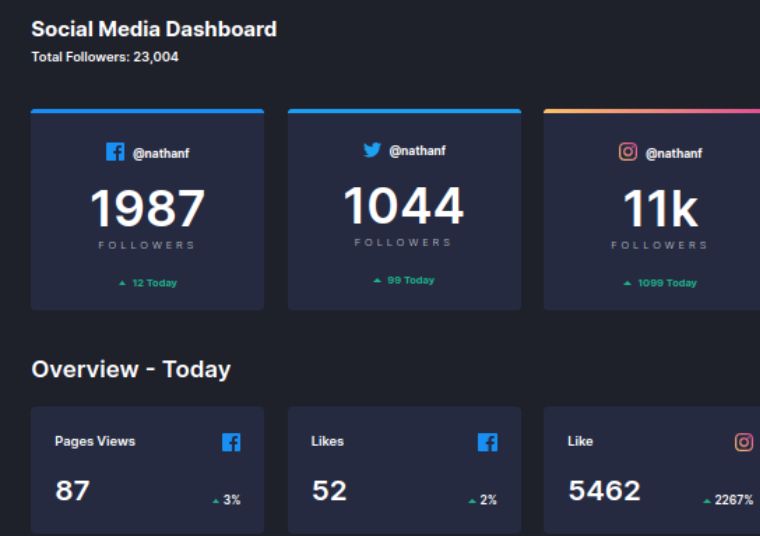 Social Media Dashboard
Total Followers: 23,004
@nathanf
1987
FOLLOWERS
12 Today
@nathanf
1044
FOLLOWERS
99 Today
@nathanf
11k
FOLLOWERS
1099 Today
Overview - Today
Pages Views
87
3%
Likes
52
2%
Like
5462
2267%